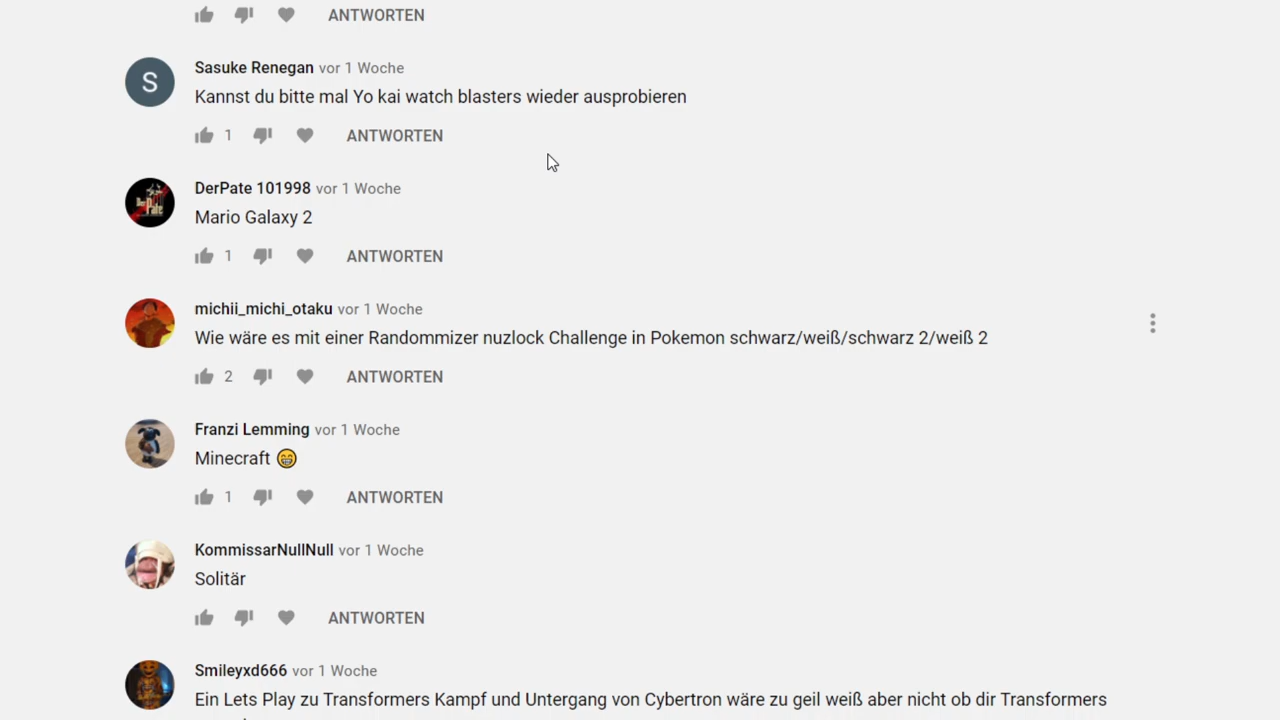 ANTWORTEN
S
Sasuke Renegan vor 1 Woche
Kannst du bitte mal Yo kai watch blasters wieder ausprobieren
1 ANTWORTEN
DerPate 101998 vor 1 Woche
Mario Galaxy 2
1 ANTWORTEN
michii_michi_otaku vor 1 Woche
Wie wäre es mit einer Randommizer nuzlock Challenge in Pokemon schwarz/weiß/schwarz 2/weiß 2
2 ANTWORTEN
Franzi Lemming vor 1 Woche
Minecraft 😁
1 ANTWORTEN
KommissarNullNull vor 1 Woche
Solitär
ANTWORTEN
Smileyxd666 vor 1 Woche
Ein Lets Play zu Transformers Kampf und Untergang von Cybertron wäre zu geil weiß aber nicht ob dir Transformers